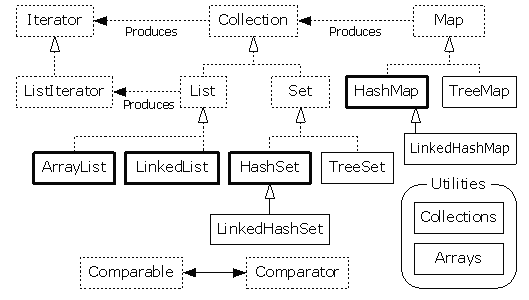 Iterator
Produces
Collection
Produces
Map
ListIterator
Produces
List
Set
HashMap
TreeMap
ArrayList
LinkedList
HashSet
TreeSet
LinkedHashMap
LinkedHashSet
Utilities
Collections
Arrays
Comparable
Comparator